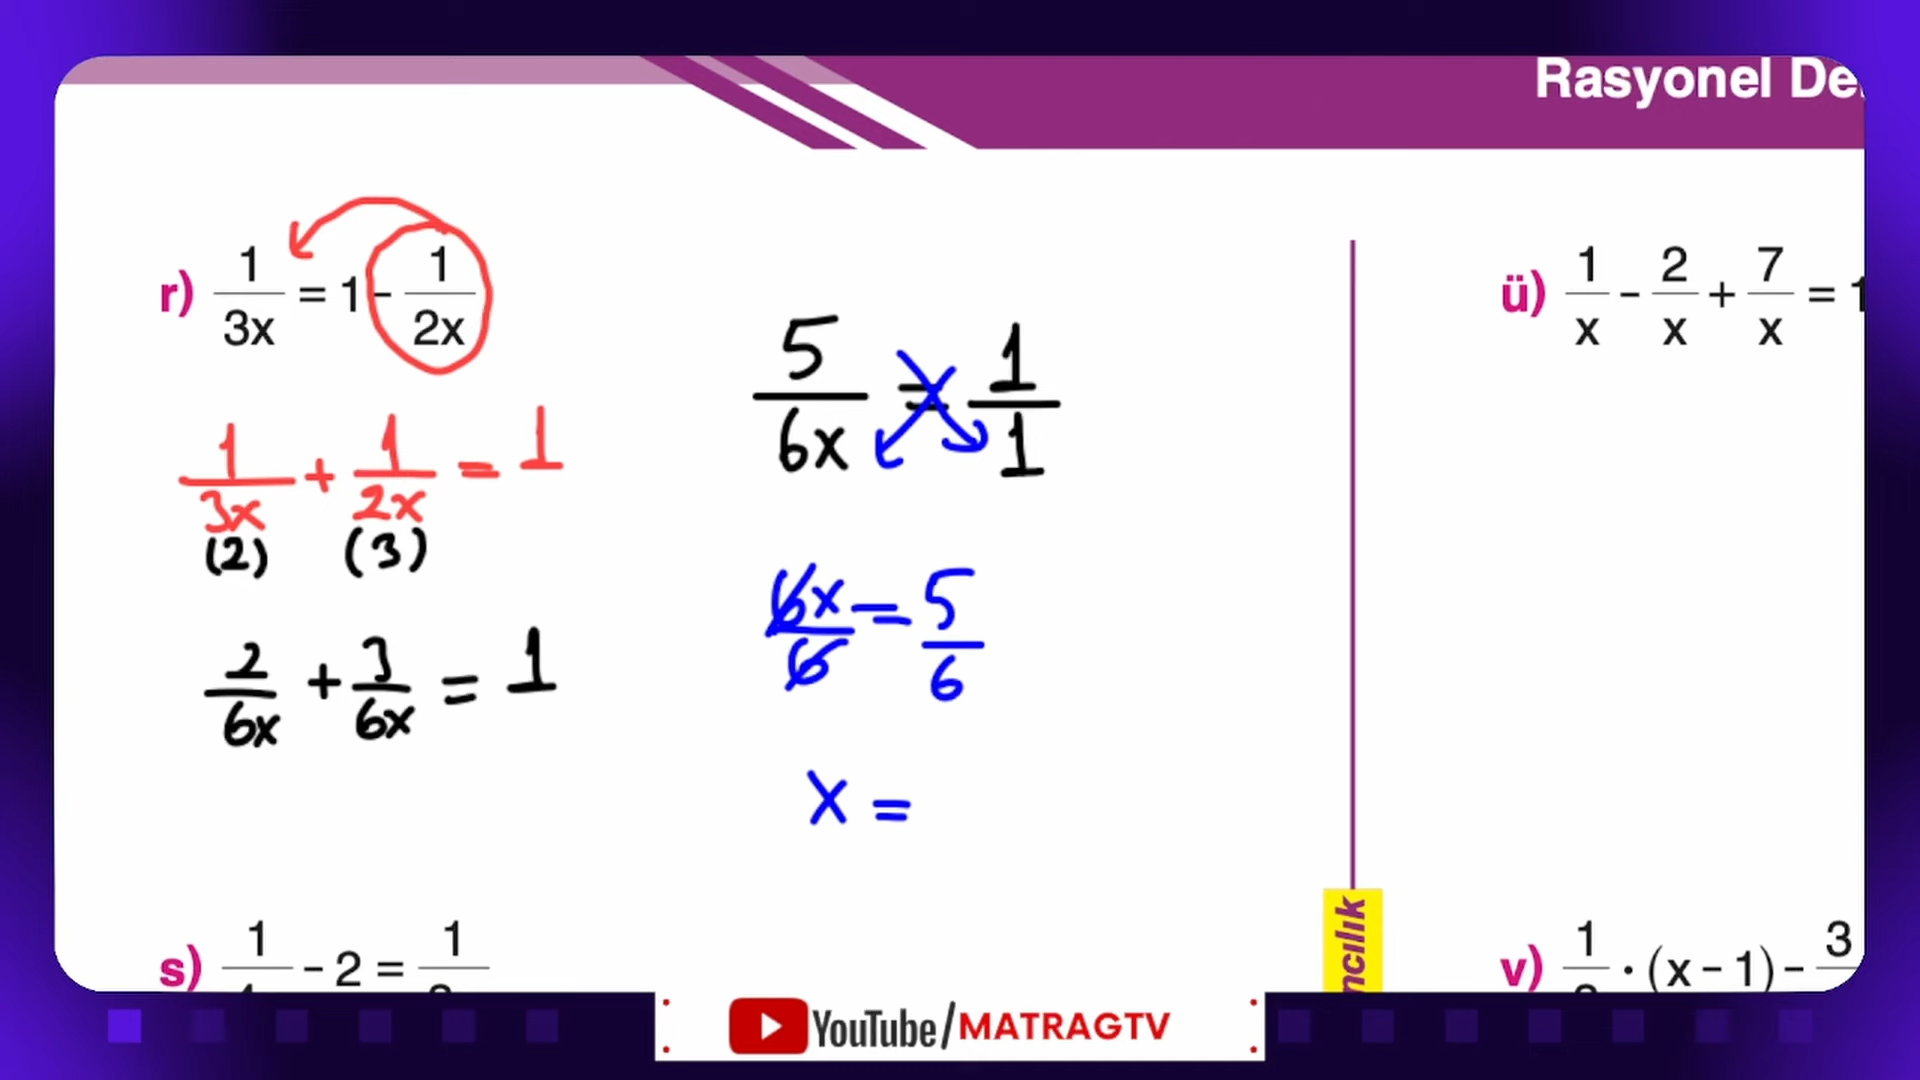 Rasyonel De
r) 1/3x = 1 - 1/2x
1/3x + 1/2x = 1
(2) (3)
2/6x + 3/6x = 1
5/6x = 1/1
6x/6 = 5/6
x =
ü) 1/x - 2/x + 7/x = 1
s) 1/ - 2 = 1/
v) 1/ · (x - 1) - 3/
ncılık
YouTube/MATRAGTV